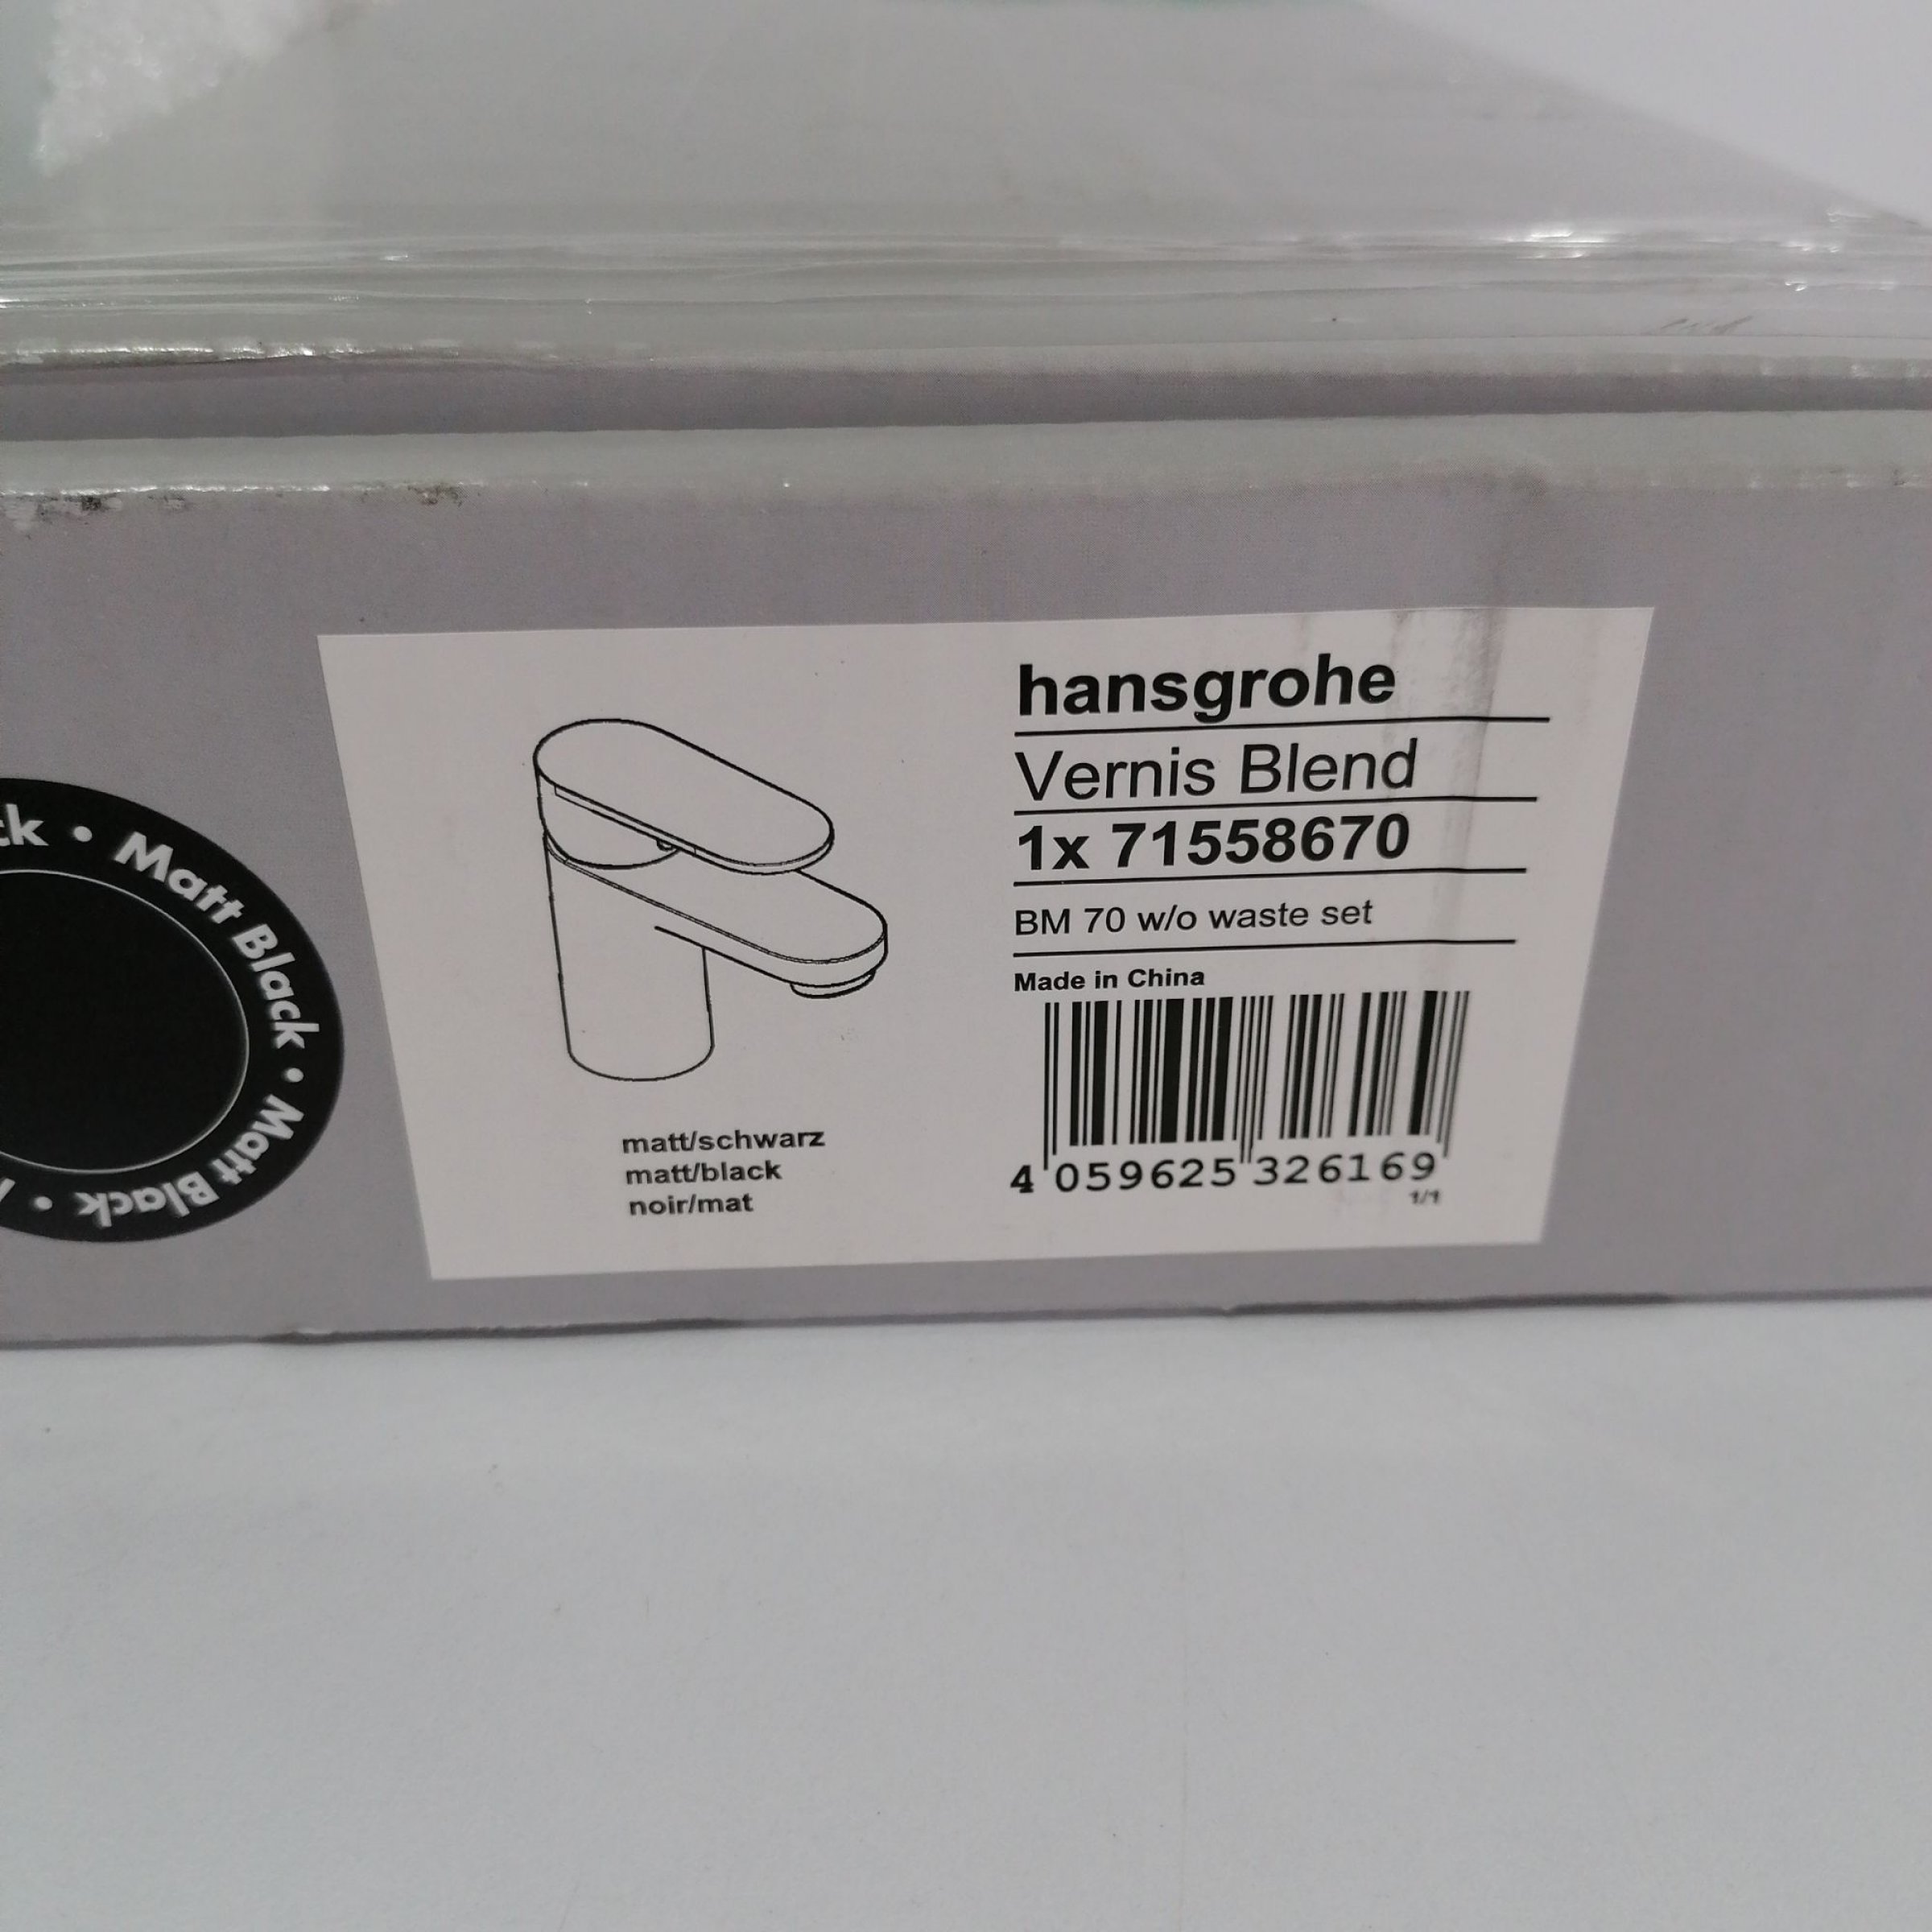 ck • Matt Black • Matt Black •
hansgrohe
Vernis Blend
1x 71558670
BM 70 w/o waste set
Made in China
4 059625 326169
1/1
matt/schwarz
matt/black
noir/mat